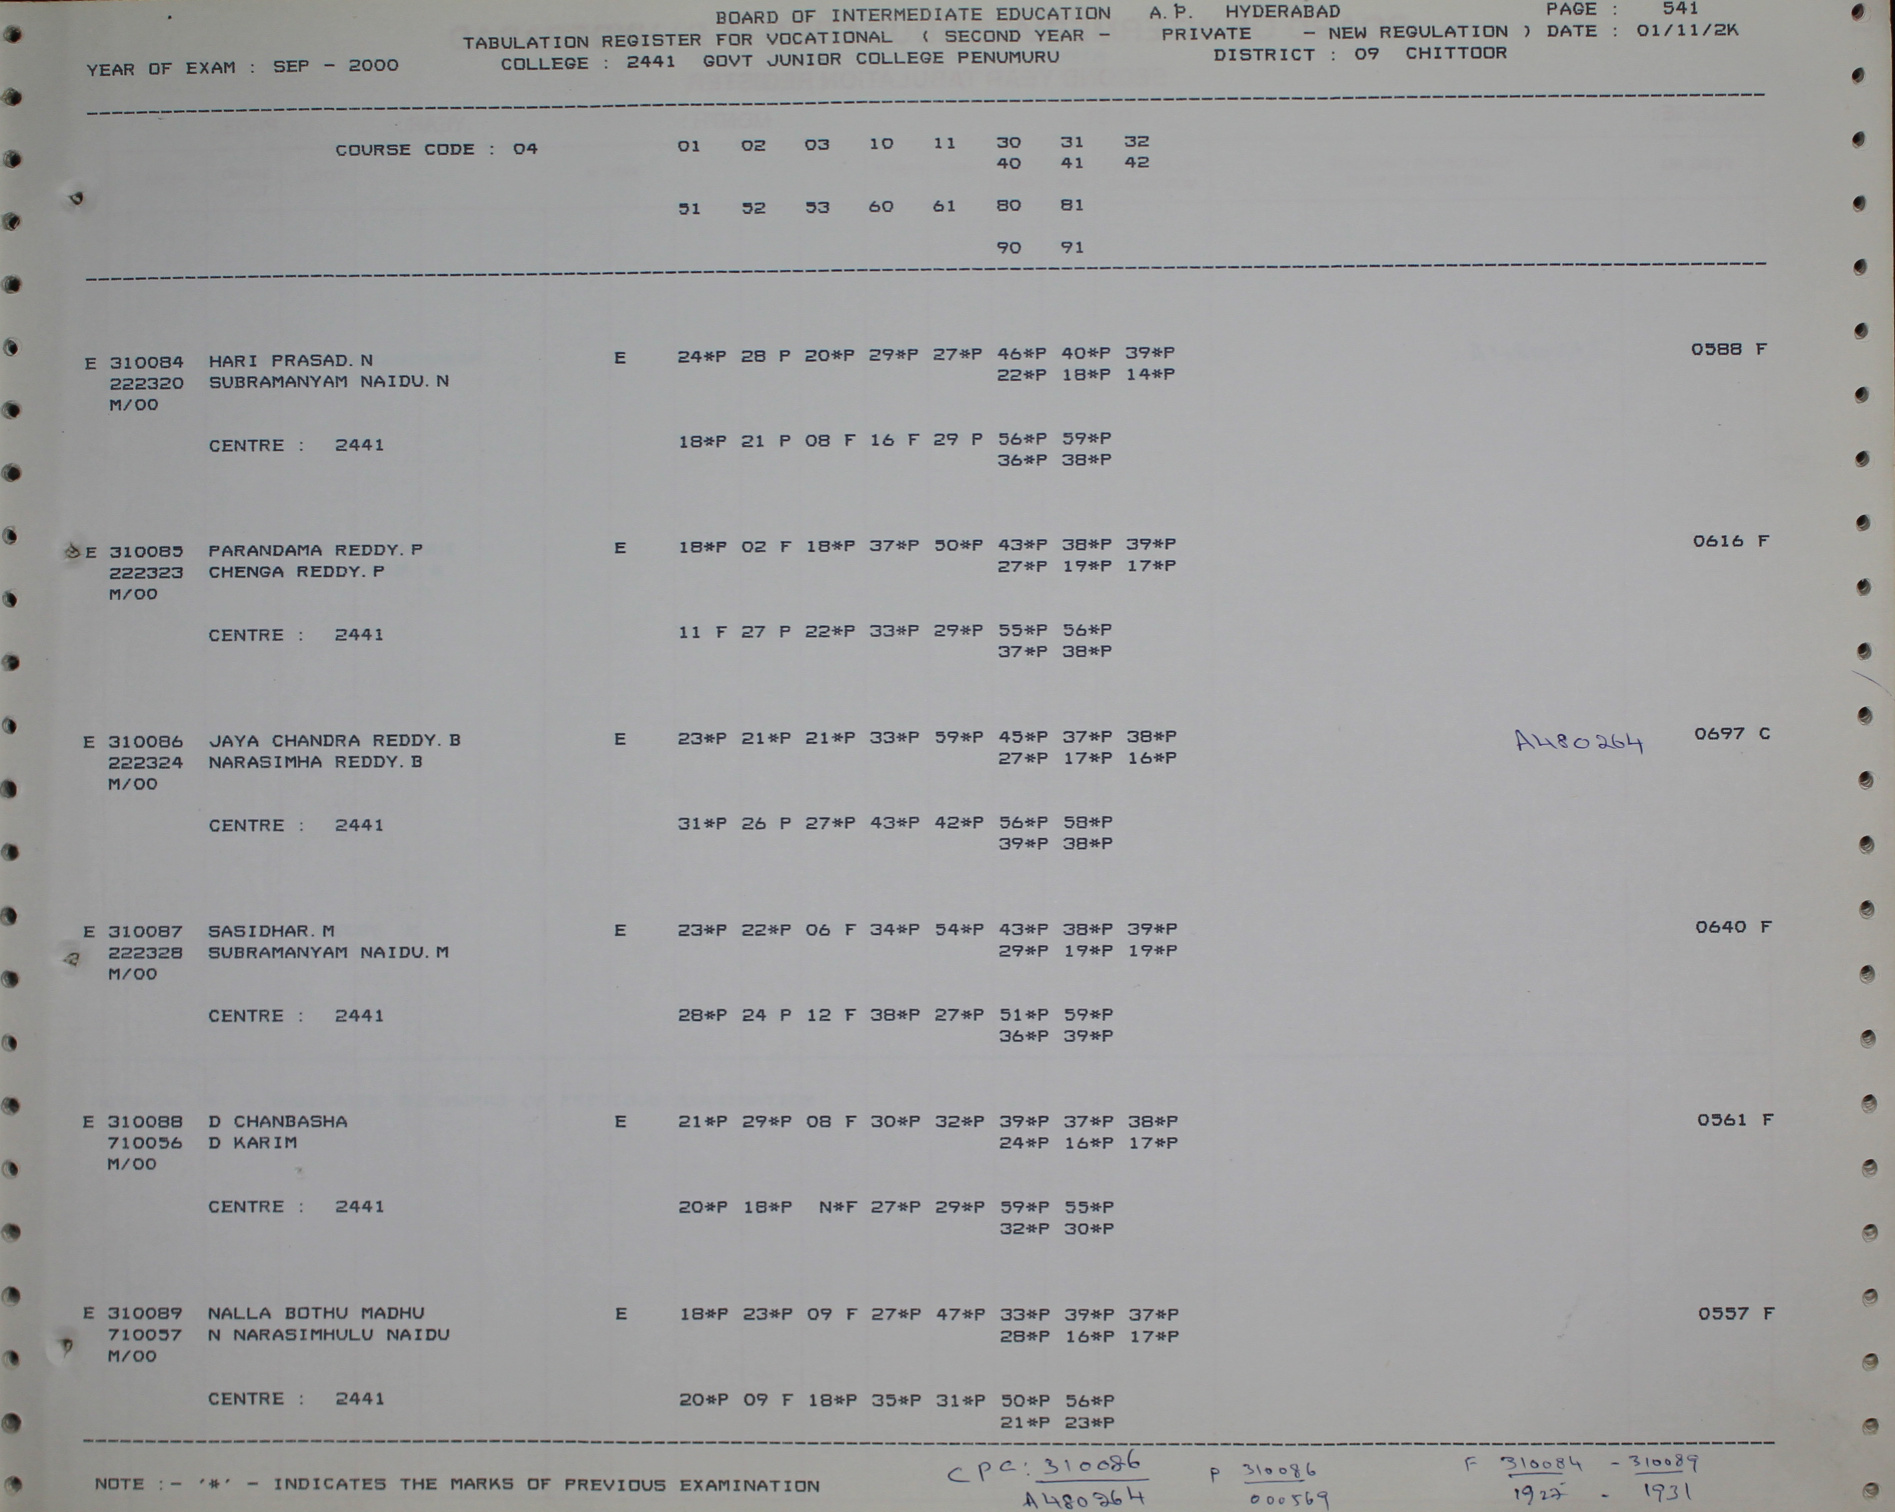 BOARD OF INTERMEDIATE EDUCATION A.P. HYDERABAD PAGE : 541
TABULATION REGISTER FOR VOCATIONAL ( SECOND YEAR - PRIVATE - NEW REGULATION ) DATE : 01/11/2K
YEAR OF EXAM : SEP - 2000 COLLEGE : 2441 GOVT JUNIOR COLLEGE PENUMURU DISTRICT : 09 CHITTOOR
COURSE CODE : 04 01 02 03 10 11 30 31 32
40 41 42
51 52 53 60 61 80 81
90 91
E 310084 HARI PRASAD.N E 24*P 28 P 20*P 29*P 27*P 46*P 40*P 39*P 0588 F
222320 SUBRAMANYAM NAIDU.N 22*P 18*P 14*P
M/00
CENTRE : 2441 18*P 21 P 08 F 16 F 29 P 56*P 59*P
36*P 38*P
E 310085 PARANDAMA REDDY.P E 18*P 02 F 18*P 37*P 50*P 43*P 38*P 39*P 0616 F
222323 CHENGA REDDY.P 27*P 19*P 17*P
M/00
CENTRE : 2441 11 F 27 P 22*P 33*P 29*P 55*P 56*P
37*P 38*P
E 310086 JAYA CHANDRA REDDY.B E 23*P 21*P 21*P 33*P 59*P 45*P 37*P 38*P A480264 0697 C
222324 NARASIMHA REDDY.B 27*P 17*P 16*P
M/00
CENTRE : 2441 31*P 26 P 27*P 43*P 42*P 56*P 58*P
39*P 38*P
E 310087 SASIDHAR.M E 23*P 22*P 06 F 34*P 54*P 43*P 38*P 39*P 0640 F
222328 SUBRAMANYAM NAIDU.M 29*P 19*P 19*P
M/00
CENTRE : 2441 28*P 24 P 12 F 38*P 27*P 51*P 59*P
36*P 39*P
E 310088 D CHANBASHA E 21*P 29*P 08 F 30*P 32*P 39*P 37*P 38*P 0561 F
710056 D KARIM 24*P 16*P 17*P
M/00
CENTRE : 2441 20*P 18*P N*F 27*P 29*P 59*P 55*P
32*P 30*P
E 310089 NALLA BOTHU MADHU E 18*P 23*P 09 F 27*P 47*P 33*P 39*P 37*P 0557 F
710057 N NARASIMHULU NAIDU 28*P 16*P 17*P
M/00
CENTRE : 2441 20*P 09 F 18*P 35*P 31*P 50*P 56*P
21*P 23*P
NOTE :- '*' - INDICATES THE MARKS OF PREVIOUS EXAMINATION
CPC: 310086 P 310086 F 310084 - 310089
A480264 000569 1927 - 1931